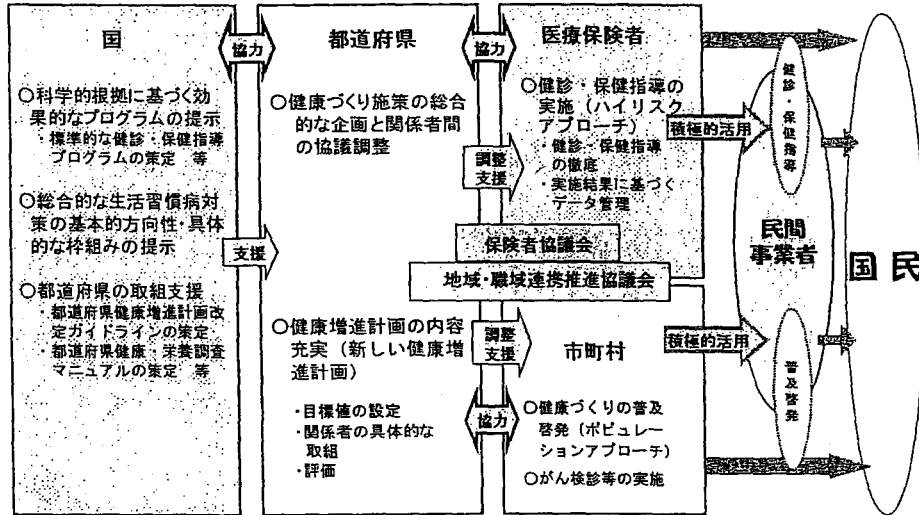 国
協力
○科学的根拠に基づく効
果的なプログラムの提示
・標準的な健診・保健指導
プログラムの策定 等
○総合的な生活習慣病対
策の基本的方向性・具体
的な枠組みの提示
○都道府県の取組支援
・都道府県健康増進計画改
定ガイドラインの策定
・都道府県健康・栄養調査
マニュアルの策定 等
支援
都道府県
協力
○健康づくり施策の総合
的な企画と関係者間
の協議調整
調整
支援
○健康増進計画の内容
充実(新しい健康増
進計画)
・目標値の設定
・関係者の具体的な
取組
・評価
調整
支援
協力
医療保険者
○健診・保健指導の
実施(ハイリスク
アプローチ)
・健診・保健指導
の徹底
・実施結果に基づく
データ管理
積極的活用
保険者協議会
地域・職域連携推進協議会
市町村
○健康づくりの普及
啓発(ポピュレー
ションアプローチ)
○がん検診等の実施
積極的活用
健診・保健指導
民間
事業者
普及啓発
国民